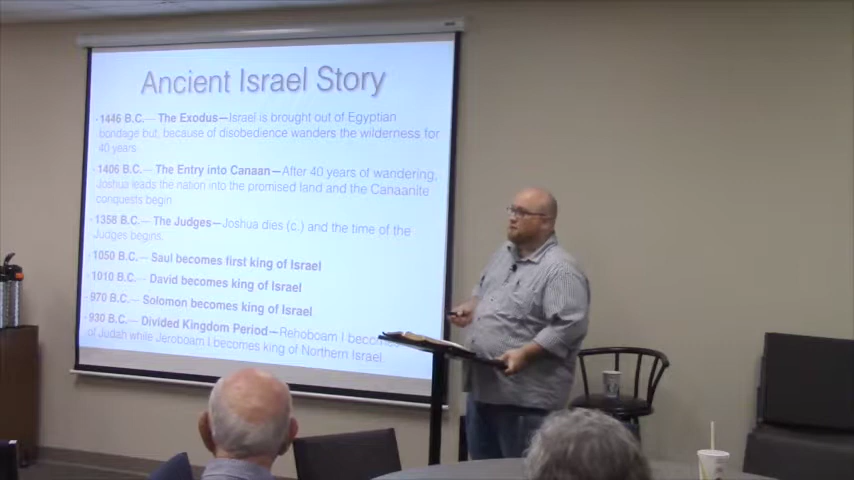 Ancient Israel Story
- 1446 B.C.— The Exodus—Israel is brought out of Egyptian
bondage but, because of disobedience wanders the wilderness for
40 years.
- 1406 B.C.— The Entry into Canaan—After 40 years of wandering,
Joshua leads the nation into the promised land and the Canaanite
conquests begin
- 1358 B.C.— The Judges—Joshua dies (c.) and the time of the
Judges begins.
- 1050 B.C.— Saul becomes first king of Israel
- 1010 B.C.— David becomes king of Israel
- 970 B.C.— Solomon becomes king of Israel
- 930 B.C.— Divided Kingdom Period—Rehoboam I becomes
of Judah while Jeroboam I becomes king of Northern Israel